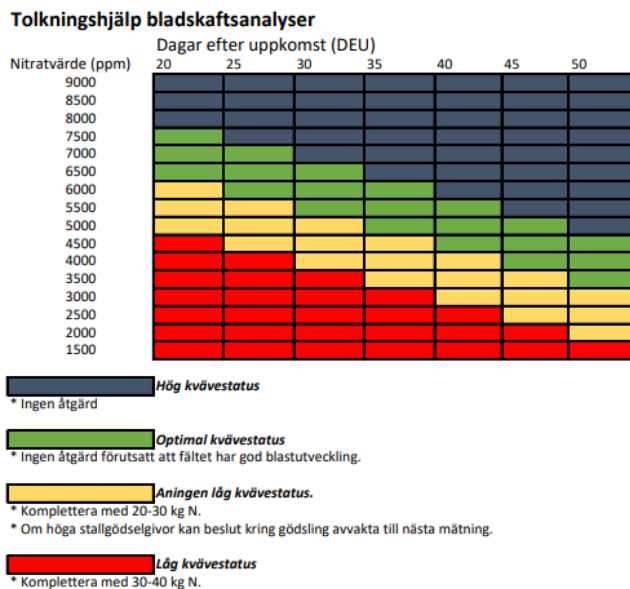 Tolkningshjälp bladskaftsanalyser
Dagar efter uppkomst (DEU)
Nitratvärde (ppm) 20 25 30 35 40 45 50
9000
8500
8000
7500
7000
6500
6000
5500
5000
4500
4000
3500
3000
2500
2000
1500
Hög kvävestatus
* Ingen åtgärd
Optimal kvävestatus
* Ingen åtgärd förutsatt att fältet har god blastutveckling.
Aningen låg kvävestatus.
* Komplettera med 20-30 kg N.
* Om höga stallgödselgivor kan beslut kring gödsling avvakta till nästa mätning.
Låg kvävestatus
* Komplettera med 30-40 kg N.